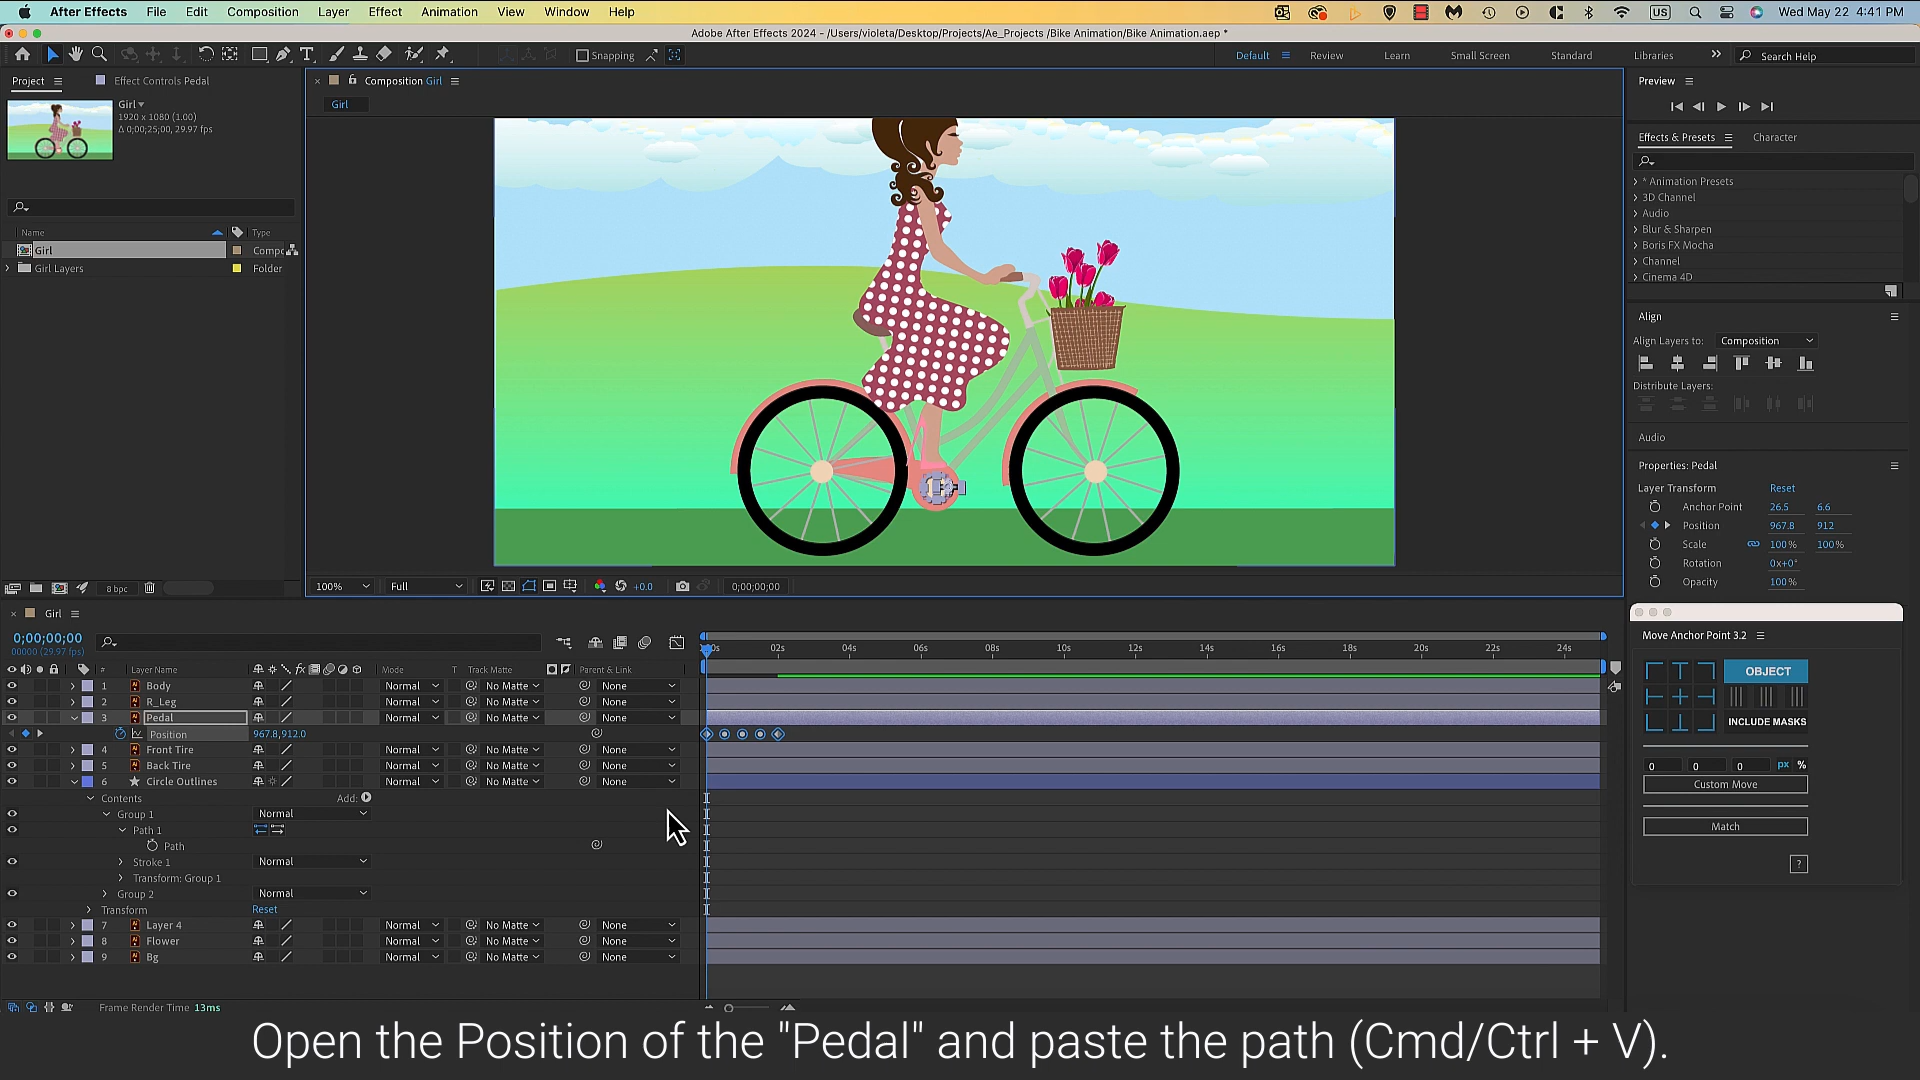 After Effects File Edit Composition Layer Effect Animation View Window Help US Wed May 22 4:41 PM
Adobe After Effects 2024 - /Users/violeta/Desktop/Projects/Ae_Projects /Bike Animation/Bike Animation.aep *
Snapping Default Review Learn Small Screen Standard Libraries Search Help
Project Effect Controls Pedal Composition Girl Preview
Girl
1920 x 1080 (1.00)
Δ 0;00;25;00, 29.97 fps
Girl
Effects & Presets Character
* Animation Presets
3D Channel
Audio
Blur & Sharpen
Boris FX Mocha
Channel
Cinema 4D
Name Type
Girl Compo
Girl Layers Folder
Align
Align Layers to: Composition
Distribute Layers:
Audio
Properties: Pedal
Layer Transform Reset
Anchor Point 26.5 6.6
Position 967.8 912
Scale 100% 100%
Rotation 0x+0°
Opacity 100%
8 bpc
100% Full +0.0 0;00;00;00
Girl
0;00;00;00
00000 (29.97 fps)
# Layer Name Mode T Track Matte Parent & Link
02s 04s 06s 08s 10s 12s 14s 16s 18s 20s 22s 24s
1 Body Normal No Matte None
2 R_Leg Normal No Matte None
3 Pedal Normal No Matte None
Position 967.8,912.0
4 Front Tire Normal No Matte None
5 Back Tire Normal No Matte None
6 Circle Outlines Normal No Matte None
Contents Add:
Group 1 Normal
Path 1
Path
Stroke 1 Normal
Transform: Group 1
Group 2 Normal
Transform Reset
7 Layer 4 Normal No Matte None
8 Flower Normal No Matte None
9 Bg Normal No Matte None
Frame Render Time 13ms
Move Anchor Point 3.2
OBJECT
INCLUDE MASKS
0 0 0 px %
Custom Move
Match
?
Open the Position of the "Pedal" and paste the path (Cmd/Ctrl + V).